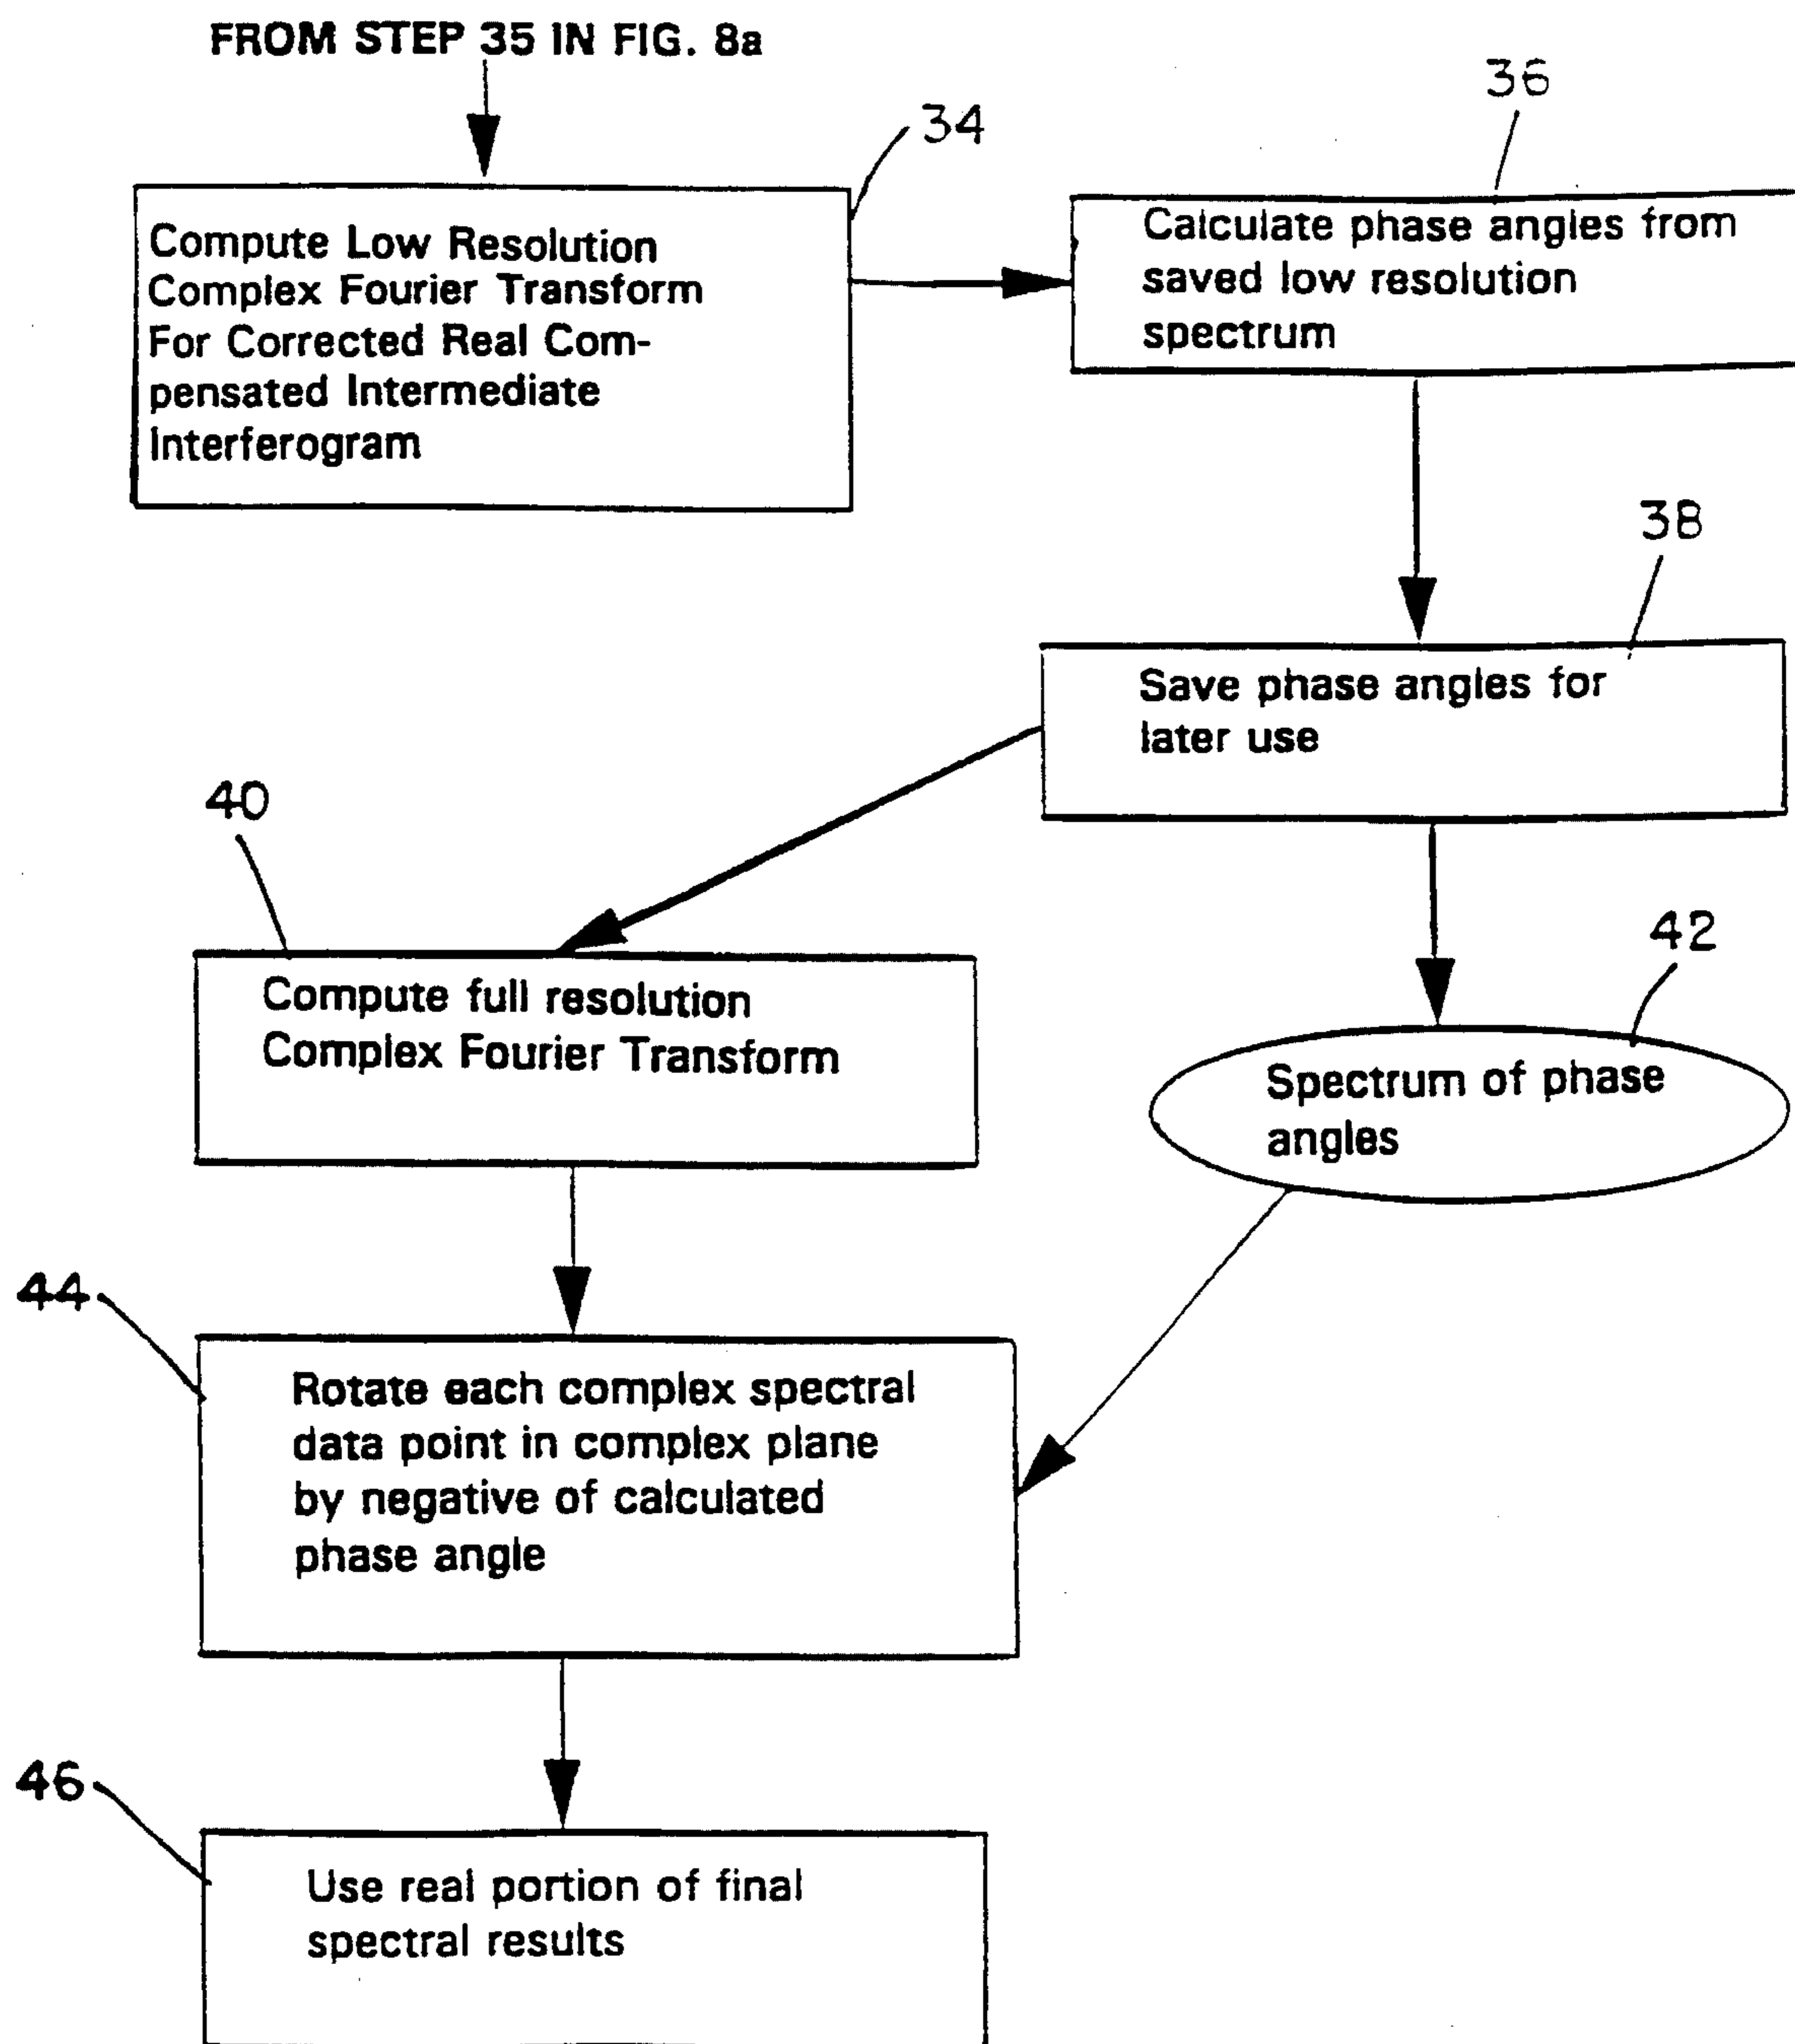 FROM STEP 35 IN FIG. 8a
34
36
Compute Low Resolution
Complex Fourier Transform
For Corrected Real Com-
pensated Intermediate
Interferogram
Calculate phase angles from
saved low resolution
spectrum
38
Save phase angles for
later use
40
Compute full resolution
Complex Fourier Transform
42
Spectrum of phase
angles
44
Rotate each complex spectral
data point in complex plane
by negative of calculated
phase angle
46
Use real portion of final
spectral results